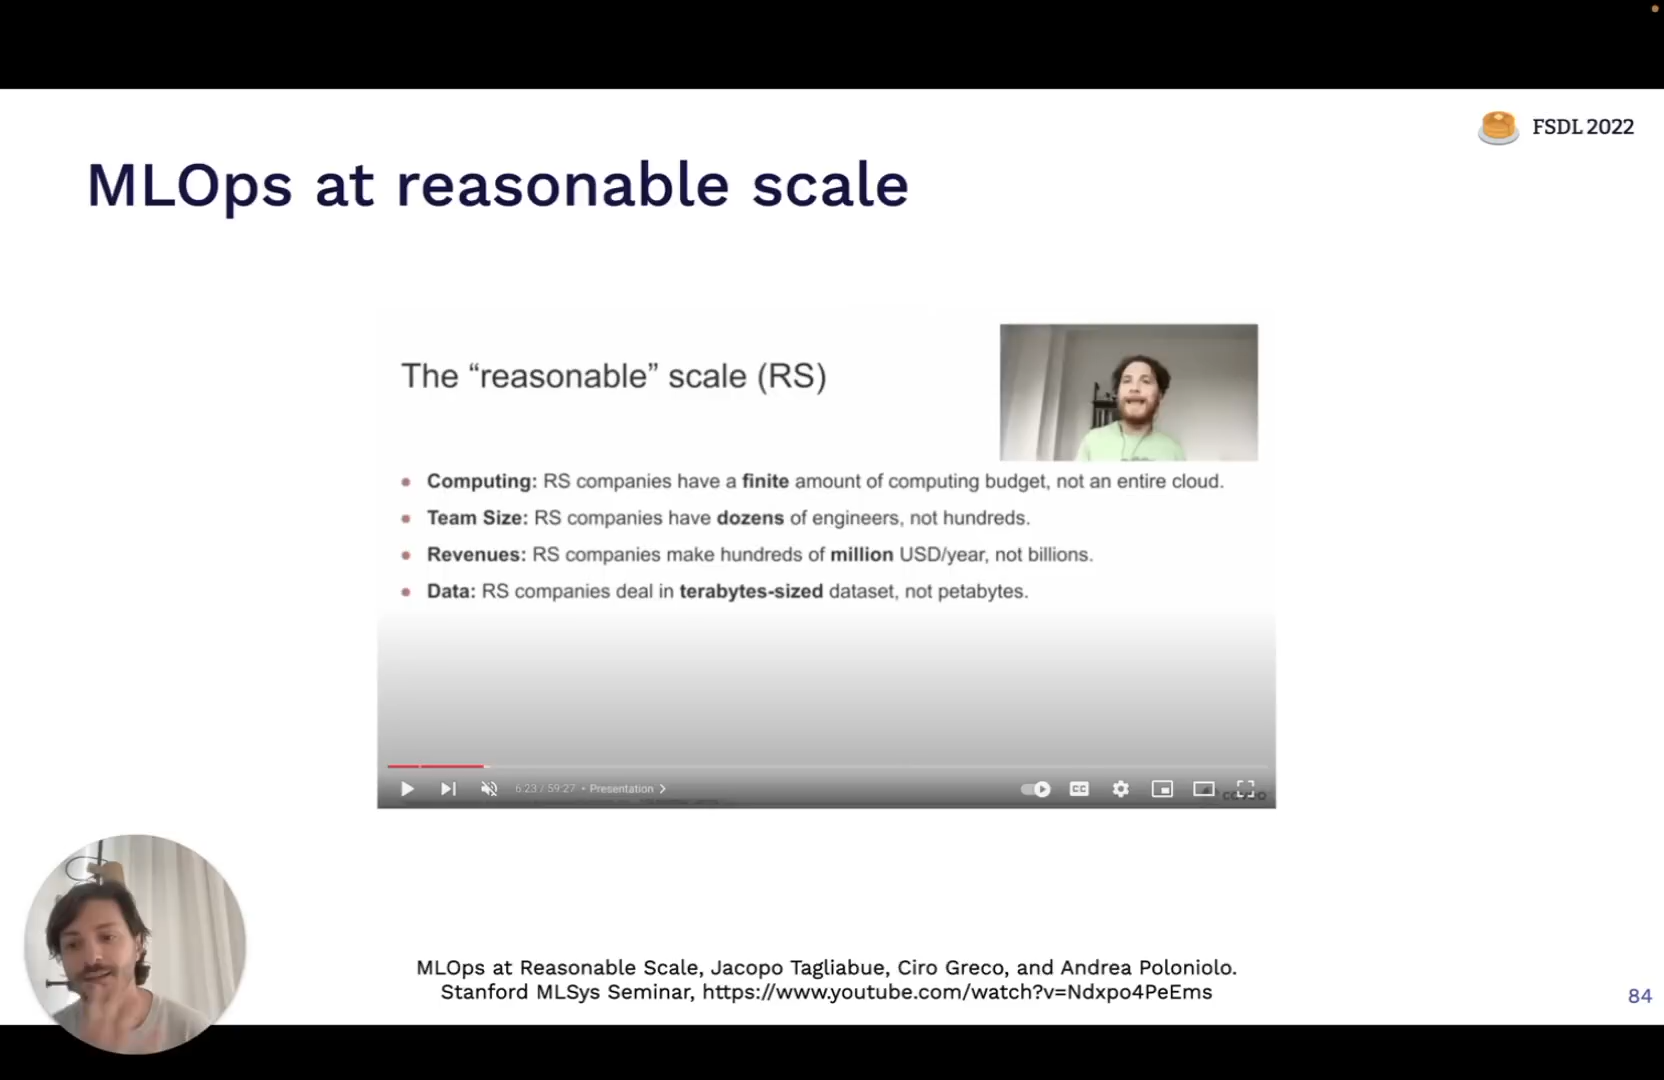 FSDL 2022
MLOps at reasonable scale
The “reasonable” scale (RS)
Computing: RS companies have a finite amount of computing budget, not an entire cloud.
Team Size: RS companies have dozens of engineers, not hundreds.
Revenues: RS companies make hundreds of million USD/year, not billions.
Data: RS companies deal in terabytes-sized dataset, not petabytes.
6:23 / 59:27 • Presentation
CC
MLOps at Reasonable Scale, Jacopo Tagliabue, Ciro Greco, and Andrea Poloniolo.
Stanford MLSys Seminar, https://www.youtube.com/watch?v=Ndxpo4PeEms
84